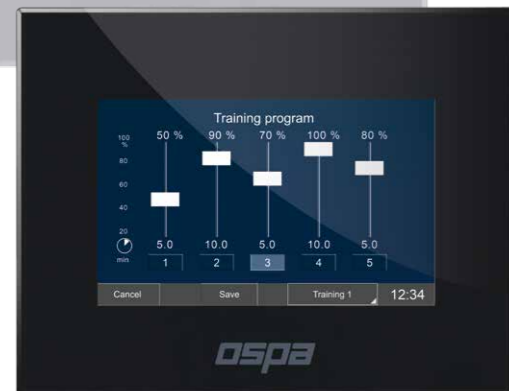 Training program
100 % 50 % 90 % 70 % 100 % 80 %
80
60
40
20
5.0 10.0 5.0 10.0 5.0
min 1 2 3 4 5
Cancel Save Training 1 12:34
ospa